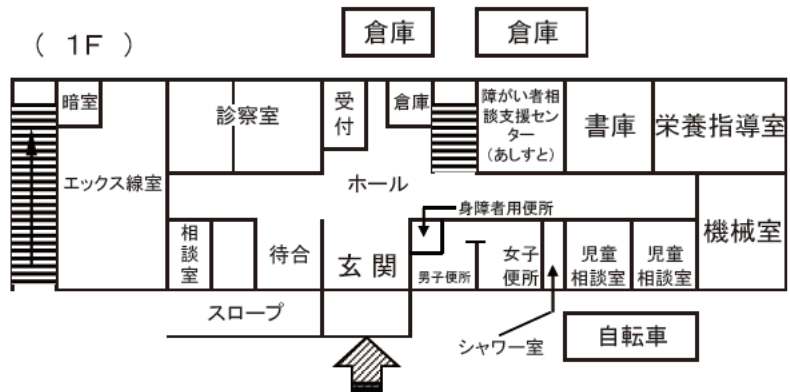 （ １Ｆ ）
倉庫
倉庫
暗室
診察室
受
付
倉庫
障がい者相
談支援セン
ター
（あしすと）
書庫
栄養指導室
エックス線室
ホール
身障者用便所
相
談
室
待合
玄 関
男子便所
女子
便所
児童
相談室
児童
相談室
機械室
スロープ
シャワー室
自転車